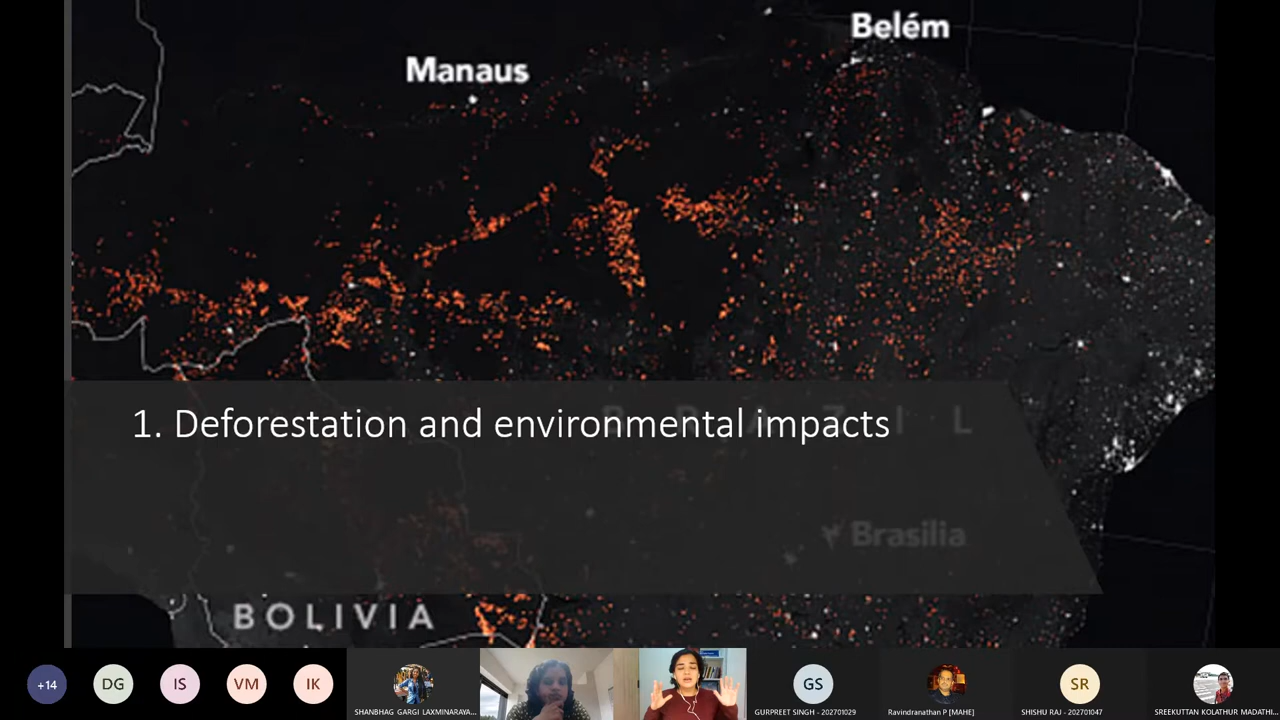 Belém
Manaus
1. Deforestation and environmental impacts
B R A Z I L
Brasilia
BOLIVIA
+14
DG
IS
VM
IK
SHANBHAG GARGI LAXMINARAYA...
GS
GURPREET SINGH - 202701029
Ravindranathan P [MAHE]
SR
SHISHU RAJ - 202701047
SREEKUTTAN KOLATHUR MADATHI...